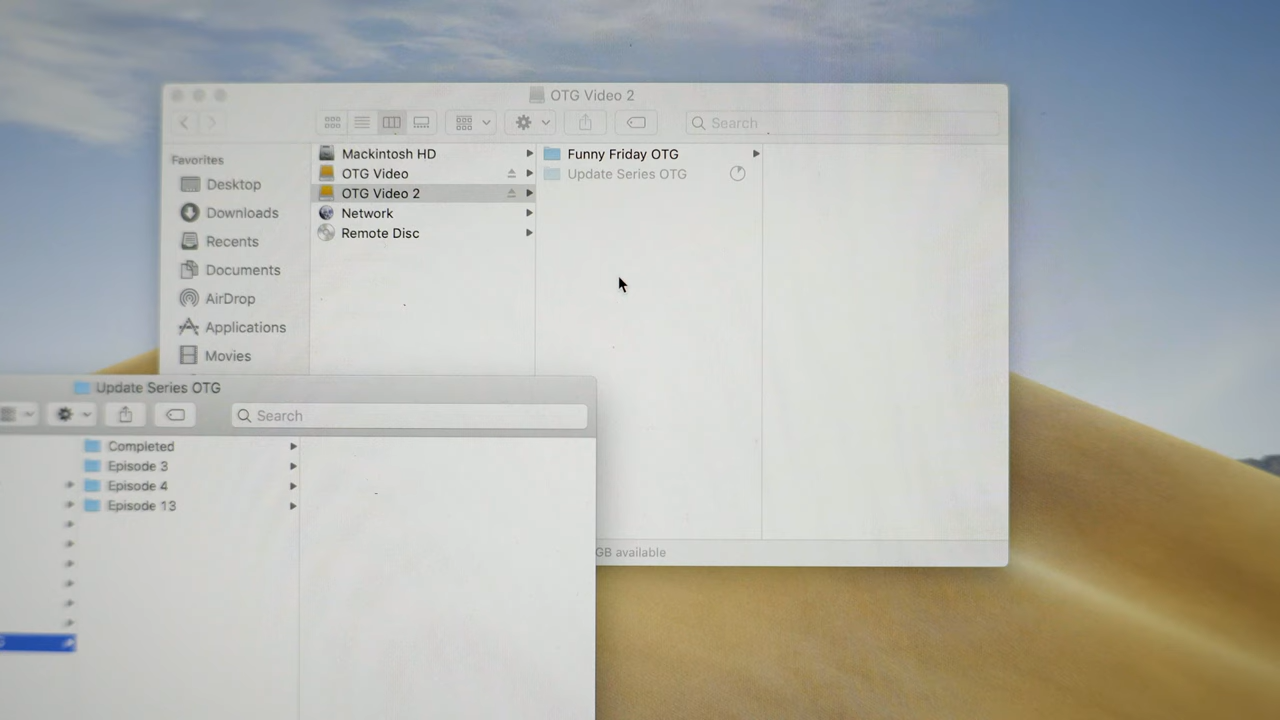 OTG Video 2
Search
Favorites
Desktop
Downloads
Recents
Documents
AirDrop
Applications
Movies
Mackintosh HD
OTG Video
OTG Video 2
Network
Remote Disc
Funny Friday OTG
Update Series OTG
GB available
Update Series OTG
Search
Completed
Episode 3
Episode 4
Episode 13